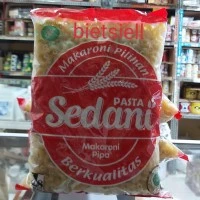 bietsjell
Makaroni Pilihan
PASTA
Sedani
Makaroni
Pipa
Berkualitas